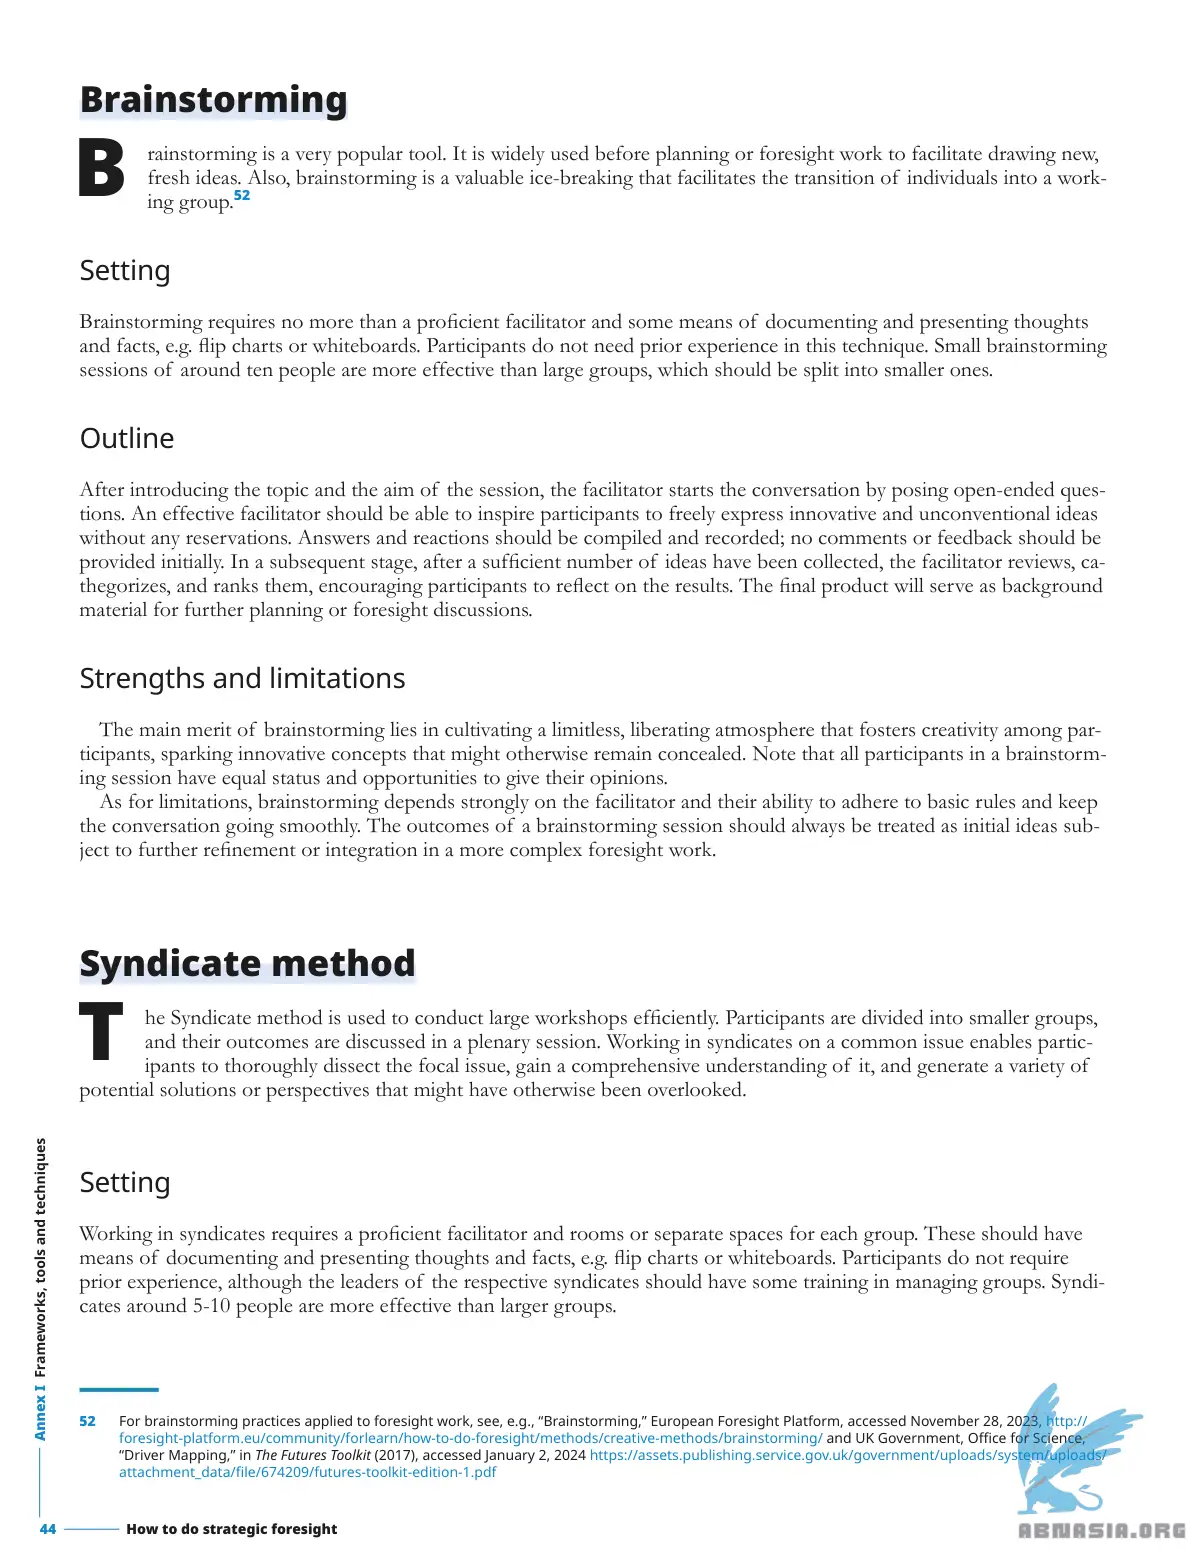 Brainstorming
Brainstorming is a very popular tool. It is widely used before planning or foresight work to facilitate drawing new,
fresh ideas. Also, brainstorming is a valuable ice-breaking that facilitates the transition of individuals into a work-
ing group.52
Setting
Brainstorming requires no more than a proficient facilitator and some means of documenting and presenting thoughts
and facts, e.g. flip charts or whiteboards. Participants do not need prior experience in this technique. Small brainstorming
sessions of around ten people are more effective than large groups, which should be split into smaller ones.
Outline
After introducing the topic and the aim of the session, the facilitator starts the conversation by posing open-ended ques-
tions. An effective facilitator should be able to inspire participants to freely express innovative and unconventional ideas
without any reservations. Answers and reactions should be compiled and recorded; no comments or feedback should be
provided initially. In a subsequent stage, after a sufficient number of ideas have been collected, the facilitator reviews, ca-
thegorizes, and ranks them, encouraging participants to reflect on the results. The final product will serve as background
material for further planning or foresight discussions.
Strengths and limitations
The main merit of brainstorming lies in cultivating a limitless, liberating atmosphere that fosters creativity among par-
ticipants, sparking innovative concepts that might otherwise remain concealed. Note that all participants in a brainstorm-
ing session have equal status and opportunities to give their opinions.
As for limitations, brainstorming depends strongly on the facilitator and their ability to adhere to basic rules and keep
the conversation going smoothly. The outcomes of a brainstorming session should always be treated as initial ideas sub-
ject to further refinement or integration in a more complex foresight work.
Syndicate method
The Syndicate method is used to conduct large workshops efficiently. Participants are divided into smaller groups,
and their outcomes are discussed in a plenary session. Working in syndicates on a common issue enables partic-
ipants to thoroughly dissect the focal issue, gain a comprehensive understanding of it, and generate a variety of
potential solutions or perspectives that might have otherwise been overlooked.
Setting
Working in syndicates requires a proficient facilitator and rooms or separate spaces for each group. These should have
means of documenting and presenting thoughts and facts, e.g. flip charts or whiteboards. Participants do not require
prior experience, although the leaders of the respective syndicates should have some training in managing groups. Syndi-
cates around 5-10 people are more effective than larger groups.
52 For brainstorming practices applied to foresight work, see, e.g., “Brainstorming,” European Foresight Platform, accessed November 28, 2023, http://
foresight-platform.eu/community/forlearn/how-to-do-foresight/methods/creative-methods/brainstorming/ and UK Government, Office for Science,
“Driver Mapping,” in The Futures Toolkit (2017), accessed January 2, 2024 https://assets.publishing.service.gov.uk/government/uploads/system/uploads/
attachment_data/file/674209/futures-toolkit-edition-1.pdf
Annex I Frameworks, tools and techniques
44 How to do strategic foresight
ABNASIA.ORG